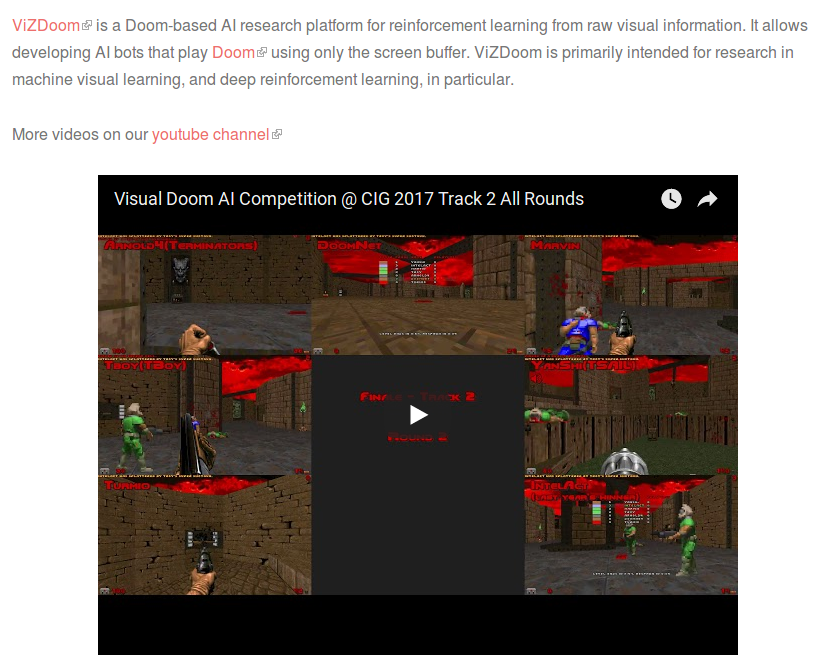 ViZDoom is a Doom-based AI research platform for reinforcement learning from raw visual information. It allows
developing AI bots that play Doom using only the screen buffer. ViZDoom is primarily intended for research in
machine visual learning, and deep reinforcement learning, in particular.
More videos on our youtube channel
Visual Doom AI Competition @ CIG 2017 Track 2 All Rounds
Arnold4(Terminators)
DoomNet
Marvin
TBoy(TBoy)
Track 2
YanShi(TSAIL)
Turmio
IntelAct
(last year's winner)